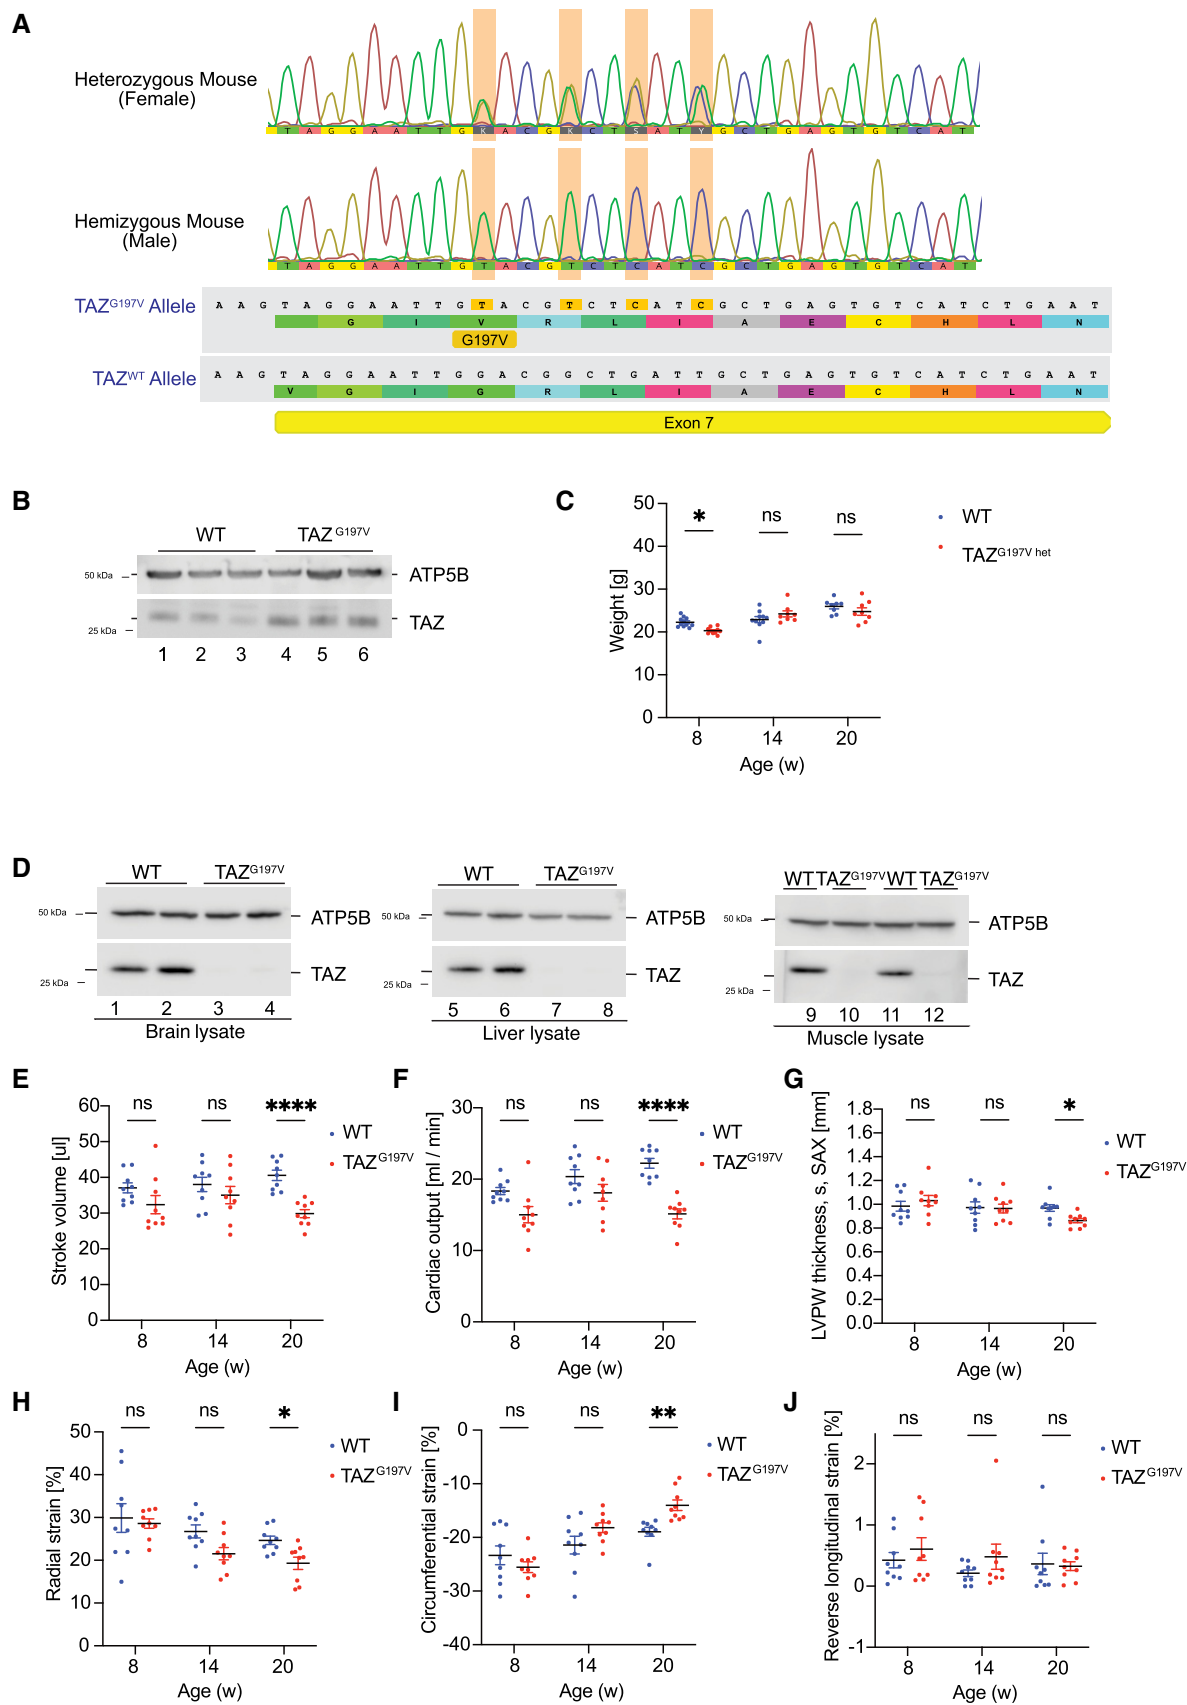 A
Heterozygous Mouse
(Female)
T A G G A A T T G K A C G K C T S A T Y G C T G A G T G T C A T
Hemizygous Mouse
(Male)
T A G G A A T T G T A C G T C T C A T C G C T G A G T G T C A T
TAZG197V Allele
A A G T A G G A A T T G T A C G T C T C A T C G C T G A G T G T C A T C T G A A T
G I V R L I A E C H L N
G197V
TAZWT Allele
A A G T A G G A A T T G G A C G G C T G A T T G C T G A G T G T C A T C T G A A T
V G I G R L I A E C H L N
Exon 7
B
WT TAZ G197V
50 kDa ATP5B
25 kDa TAZ
1 2 3 4 5 6
C
50
40
30
20
10
0
Weight [g]
* ns ns
8 14 20
Age (w)
WT
TAZG197V het
D
WT TAZG197V
50 kDa ATP5B
25 kDa TAZ
1 2 3 4
Brain lysate
WT TAZG197V
50 kDa ATP5B
25 kDa TAZ
5 6 7 8
Liver lysate
WT TAZG197V WT TAZG197V
50 kDa ATP5B
25 kDa TAZ
9 10 11 12
Muscle lysate
E
60
50
40
30
20
10
0
Stroke volume [ul]
ns ns ****
8 14 20
Age (w)
WT
TAZG197V
F
30
20
10
0
Cardiac output [ml / min]
ns ns ****
8 14 20
Age (w)
WT
TAZG197V
G
1.8
1.6
1.4
1.2
1.0
0.8
0.6
0.4
0.2
0.0
LVPW thickness, s, SAX [mm]
ns ns *
8 14 20
Age (w)
WT
TAZG197V
H
50
40
30
20
10
0
Radial strain [%]
ns ns *
8 14 20
Age (w)
WT
TAZG197V
I
0
-10
-20
-30
-40
Circumferential strain [%]
ns ns **
8 14 20
Age (w)
WT
TAZG197V
J
2
1
0
-1
Reverse longitudinal strain [%]
ns ns ns
8 14 20
Age (w)
WT
TAZG197V